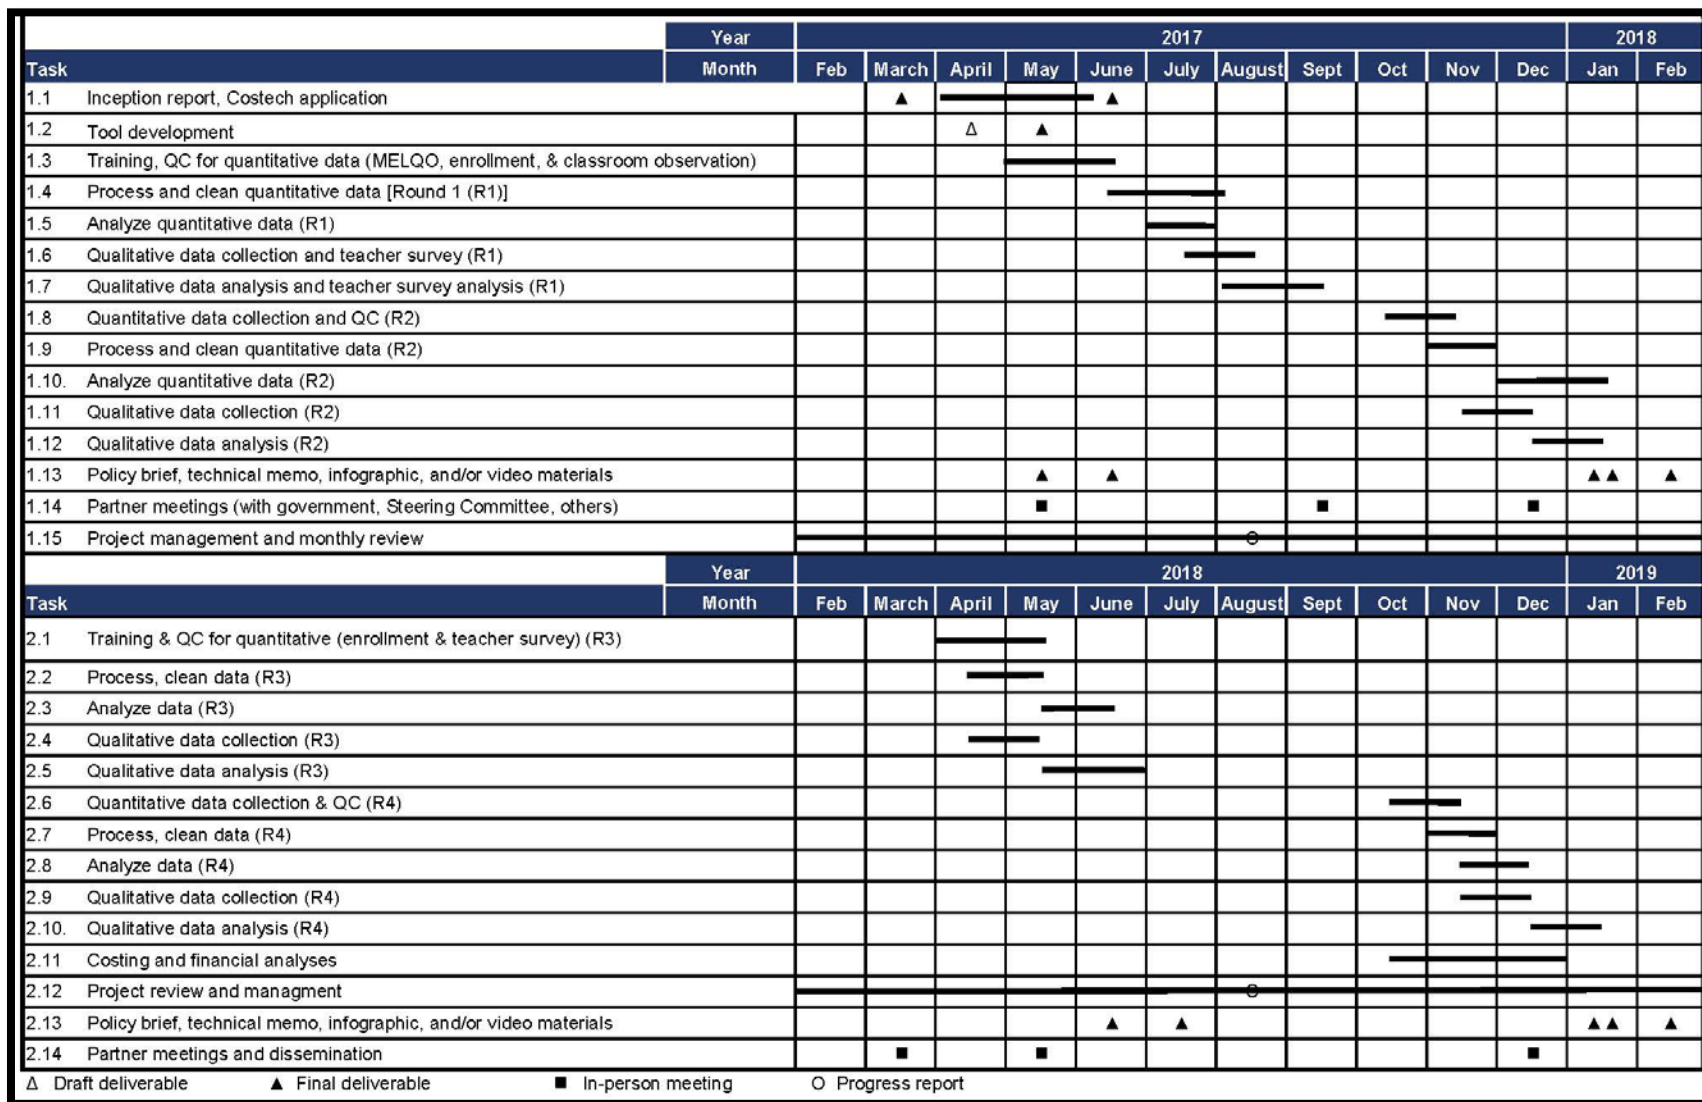 Year 2017 2018
Task Month Feb March April May June July August Sept Oct Nov Dec Jan Feb
1.1 Inception report, Costech application
1.2 Tool development
1.3 Training, QC for quantitative data (MELQO, enrollment, & classroom observation)
1.4 Process and clean quantitative data [Round 1 (R1)]
1.5 Analyze quantitative data (R1)
1.6 Qualitative data collection and teacher survey (R1)
1.7 Qualitative data analysis and teacher survey analysis (R1)
1.8 Quantitative data collection and QC (R2)
1.9 Process and clean quantitative data (R2)
1.10. Analyze quantitative data (R2)
1.11 Qualitative data collection (R2)
1.12 Qualitative data analysis (R2)
1.13 Policy brief, technical memo, infographic, and/or video materials
1.14 Partner meetings (with government, Steering Committee, others)
1.15 Project management and monthly review
Year 2018 2019
Task Month Feb March April May June July August Sept Oct Nov Dec Jan Feb
2.1 Training & QC for quantitative (enrollment & teacher survey) (R3)
2.2 Process, clean data (R3)
2.3 Analyze data (R3)
2.4 Qualitative data collection (R3)
2.5 Qualitative data analysis (R3)
2.6 Quantitative data collection & QC (R4)
2.7 Process, clean data (R4)
2.8 Analyze data (R4)
2.9 Qualitative data collection (R4)
2.10. Qualitative data analysis (R4)
2.11 Costing and financial analyses
2.12 Project review and managment
2.13 Policy brief, technical memo, infographic, and/or video materials
2.14 Partner meetings and dissemination
Δ Draft deliverable ▲ Final deliverable ■ In-person meeting O Progress report